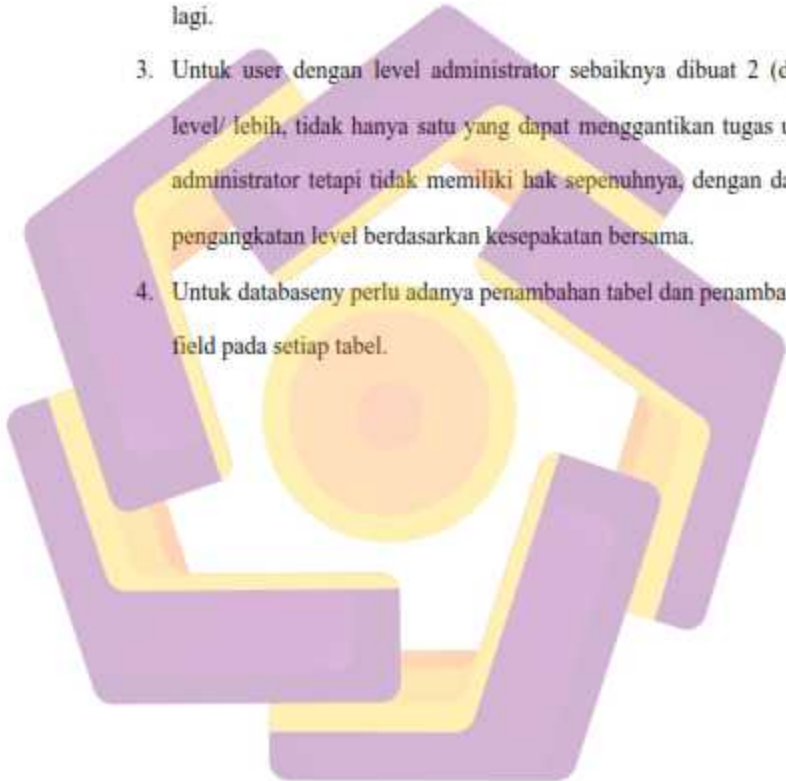 lagi.
3. Untuk user dengan level administrator sebaiknya dibuat 2 (d
level/ lebih, tidak hanya satu yang dapat menggantikan tugas u
administrator tetapi tidak memiliki hak sepenuhnya, dengan da
pengangkatan level berdasarkan kesepakatan bersama.
4. Untuk databaseny perlu adanya penambahan tabel dan penamba
field pada setiap tabel.